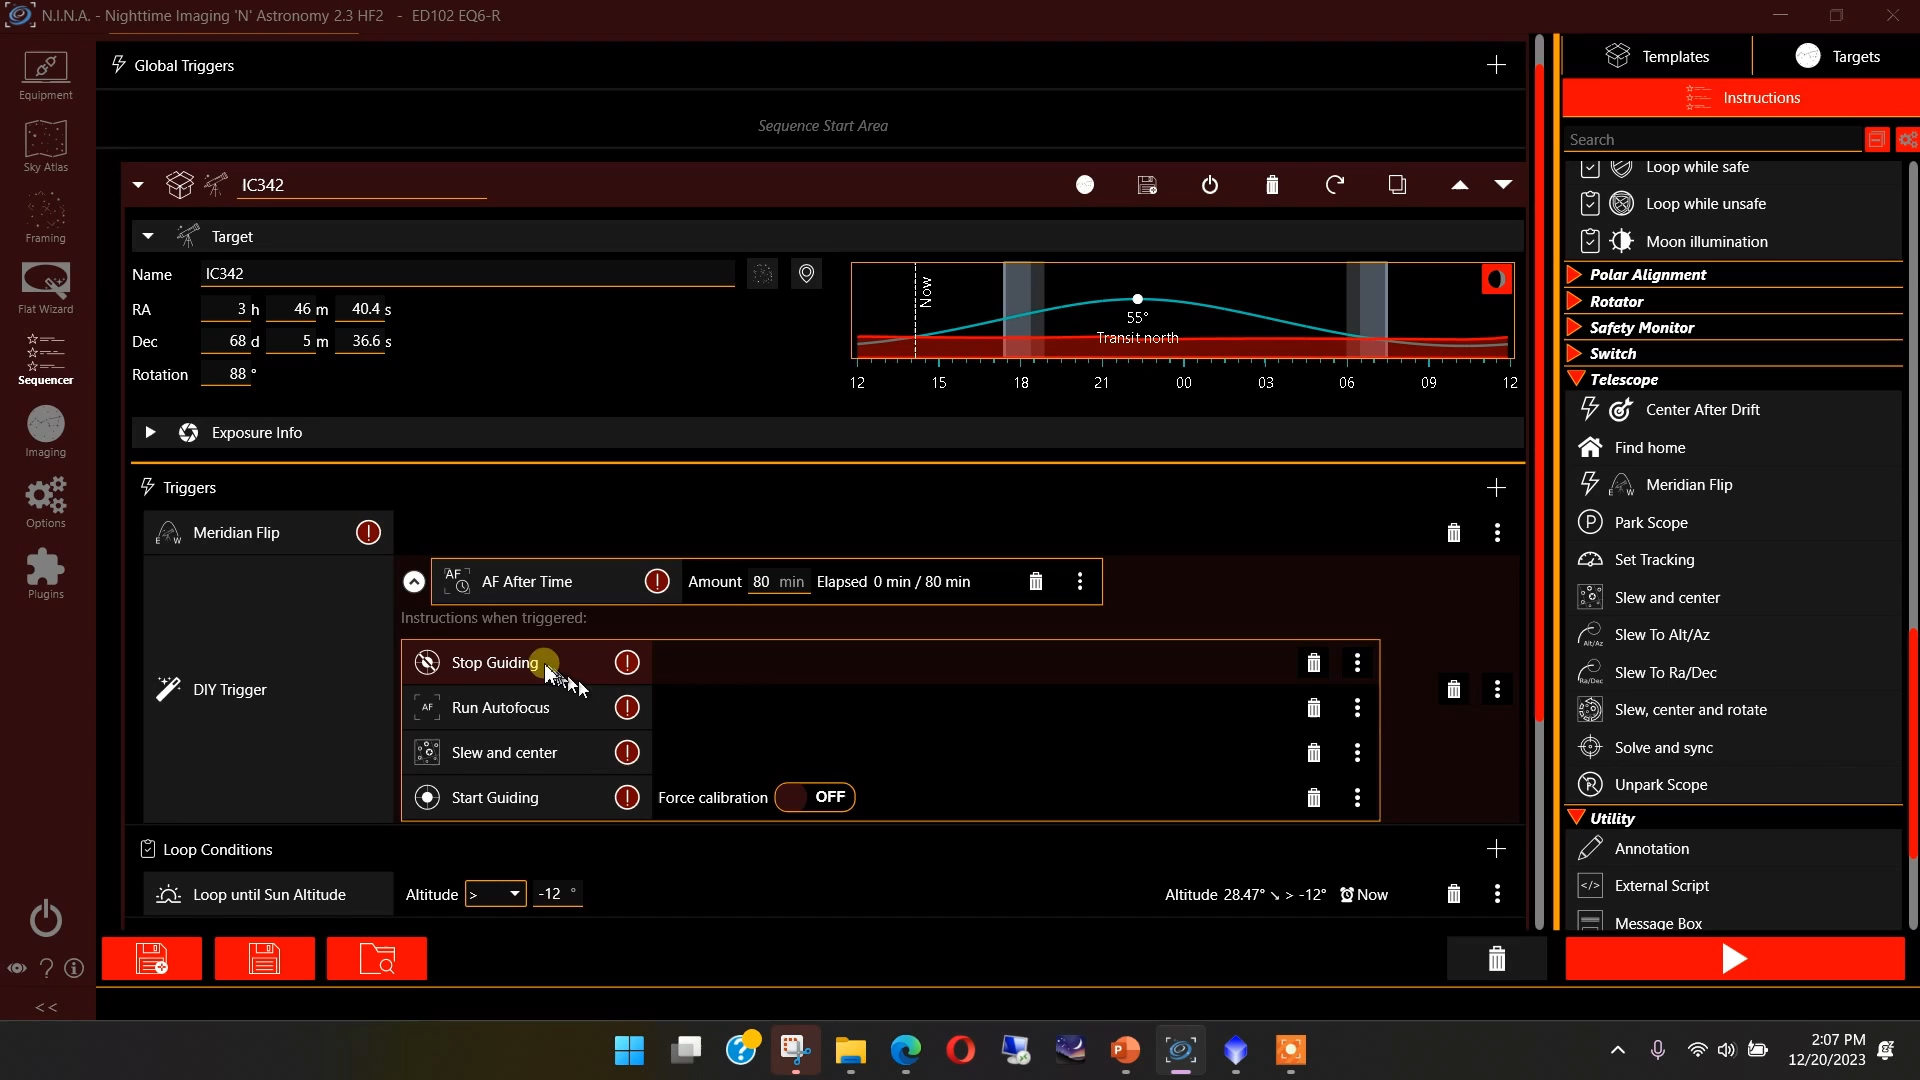 N.I.N.A. - Nighttime Imaging 'N' Astronomy 2.3 HF2 - ED102 EQ6-R
Equipment
Sky Atlas
Framing
Flat Wizard
Sequencer
Imaging
Options
Plugins
<<
Global Triggers
Sequence Start Area
IC342
Target
Name IC342
RA 3 h 46 m 40.4 s
Dec 68 d 5 m 36.6 s
Rotation 88 °
Now
55°
Transit north
12 15 18 21 00 03 06 09 12
Exposure Info
Triggers
Meridian Flip
DIY Trigger
AF AF After Time Amount 80 min Elapsed 0 min / 80 min
Instructions when triggered:
Stop Guiding
AF Run Autofocus
Slew and center
Start Guiding Force calibration OFF
Loop Conditions
Loop until Sun Altitude Altitude > -12 ° Altitude 28.47° ↘ > -12° Now
Templates Targets
Instructions
Search
Loop while safe
Loop while unsafe
Moon illumination
Polar Alignment
Rotator
Safety Monitor
Switch
Telescope
Center After Drift
Find home
Meridian Flip
Park Scope
Set Tracking
Slew and center
Alt/Az Slew To Alt/Az
Ra/Dec Slew To Ra/Dec
Slew, center and rotate
Solve and sync
Unpark Scope
Utility
Annotation
External Script
Message Box
2:07 PM
12/20/2023